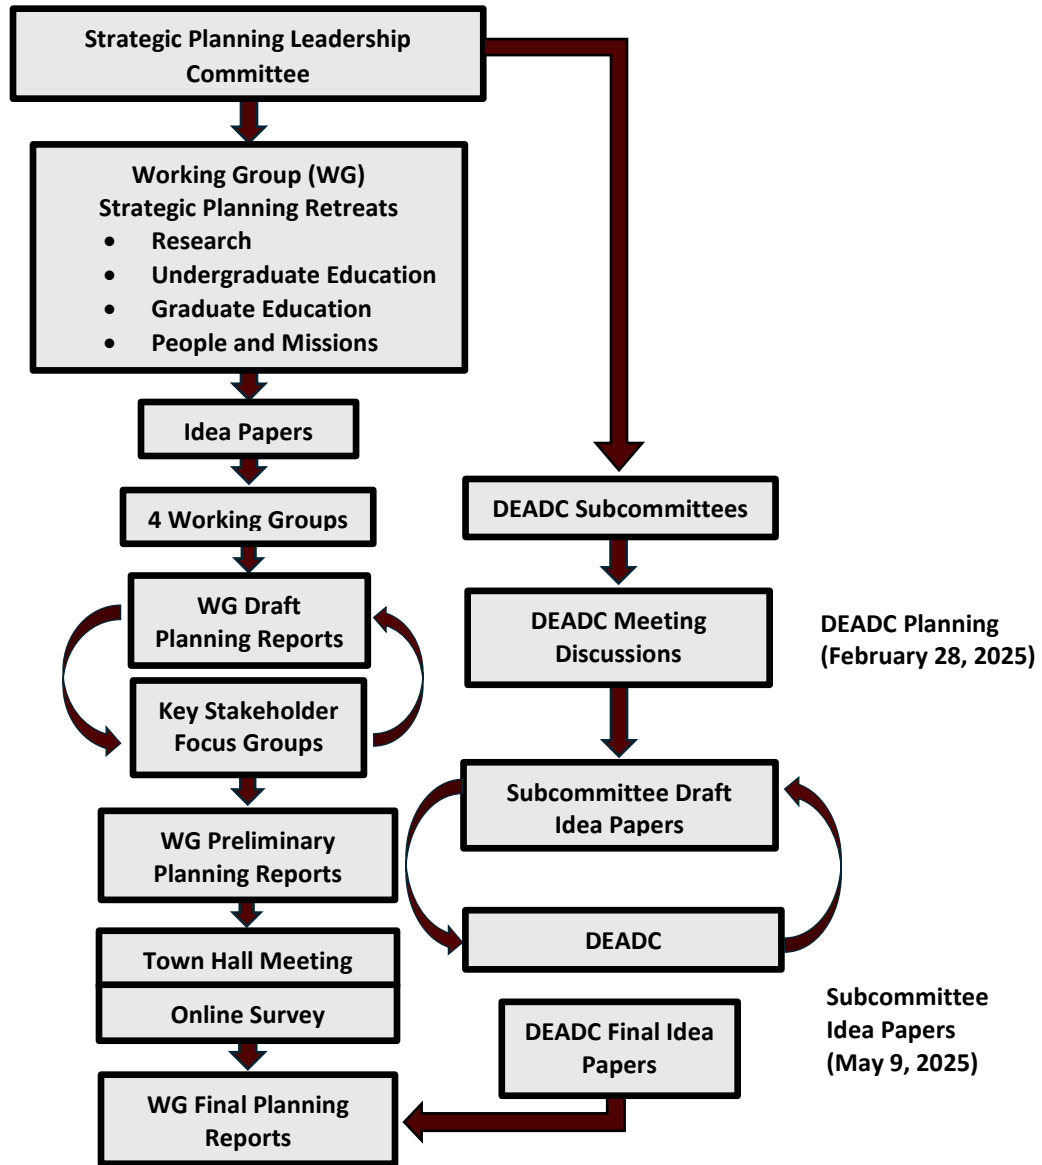 Strategic Planning Leadership
Committee
Working Group (WG)
Strategic Planning Retreats
• Research
• Undergraduate Education
• Graduate Education
• People and Missions
Idea Papers
4 Working Groups
WG Draft
Planning Reports
Key Stakeholder
Focus Groups
WG Preliminary
Planning Reports
Town Hall Meeting
Online Survey
WG Final Planning
Reports
DEADC Subcommittees
DEADC Meeting
Discussions
Subcommittee Draft
Idea Papers
DEADC
DEADC Final Idea
Papers
DEADC Planning
(February 28, 2025)
Subcommittee
Idea Papers
(May 9, 2025)